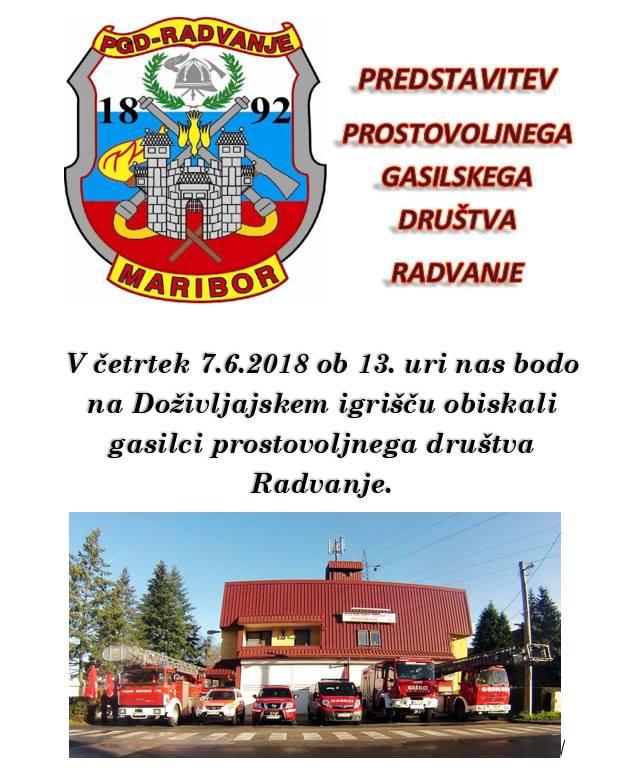 PGD-RADVANJE
18 92
MARIBOR
PREDSTAVITEV
PROSTOVOLJNEGA
GASILSKEGA
DRUŠTVA
RADVANJE
V četrtek 7.6.2018 ob 13. uri nas bodo
na Doživljajskem igrišču obiskali
gasilci prostovoljnega društva
Radvanje.
GASILCI
/